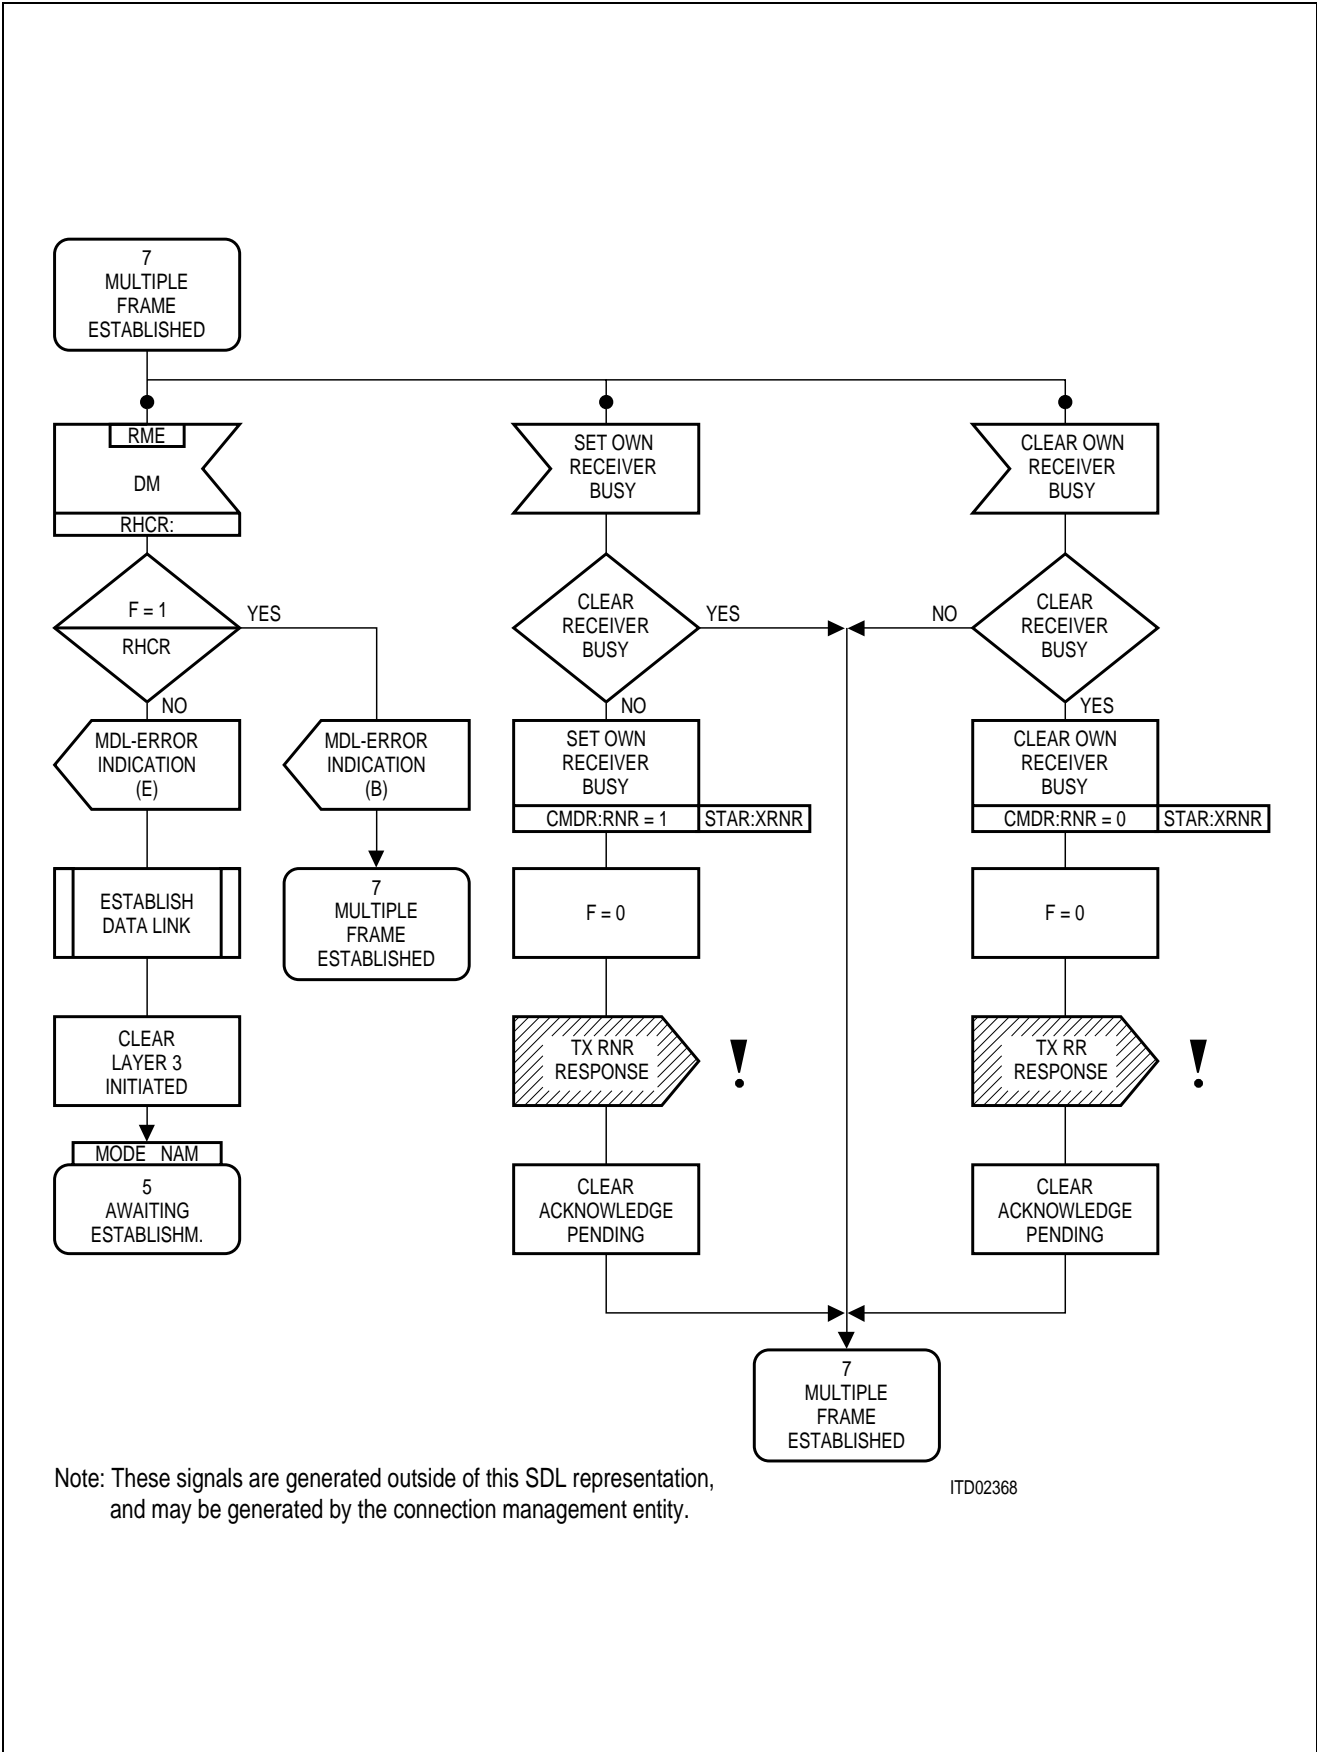 7
MULTIPLE
FRAME
ESTABLISHED
RME
DM
RHCR:
SET OWN
RECEIVER
BUSY
CLEAR OWN
RECEIVER
BUSY
F = 1
RHCR
YES
NO
CLEAR
RECEIVER
BUSY
YES
NO
NO
CLEAR
RECEIVER
BUSY
YES
MDL-ERROR
INDICATION
(E)
MDL-ERROR
INDICATION
(B)
SET OWN
RECEIVER
BUSY
CMDR:RNR = 1
STAR:XRNR
CLEAR OWN
RECEIVER
BUSY
CMDR:RNR = 0
STAR:XRNR
ESTABLISH
DATA LINK
7
MULTIPLE
FRAME
ESTABLISHED
F = 0
F = 0
CLEAR
LAYER 3
INITIATED
TX RNR
RESPONSE
!
TX RR
RESPONSE
!
MODE NAM
5
AWAITING
ESTABLISHM.
CLEAR
ACKNOWLEDGE
PENDING
CLEAR
ACKNOWLEDGE
PENDING
7
MULTIPLE
FRAME
ESTABLISHED
Note: These signals are generated outside of this SDL representation,
and may be generated by the connection management entity.
ITD02368